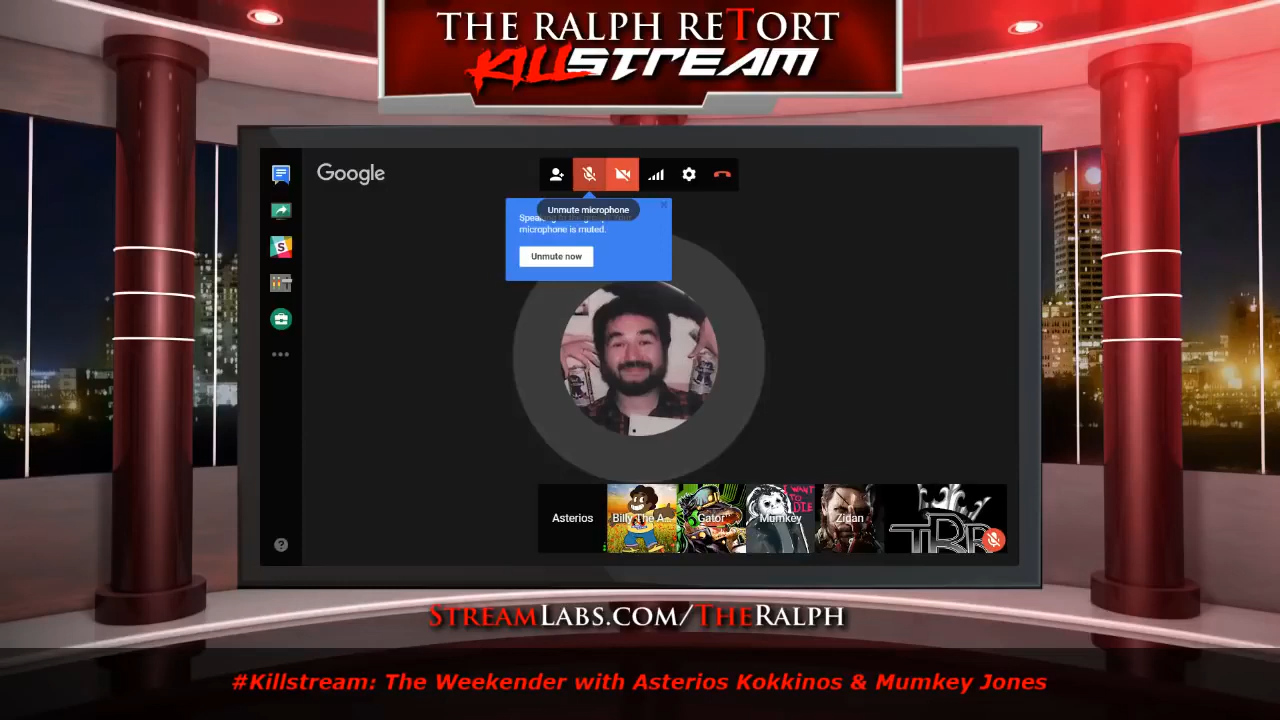 THE RALPH RETORT
KILLSTREAM
Google
Unmute microphone
microphone is muted.
Unmute now
Asterios
Billy The A...
Gator
Mumkey
Zidan
I WANT
TO DIE
TRR
STREAMLABS.COM/THERALPH
#Killstream: The Weekender with Asterios Kokkinos & Mumkey Jones